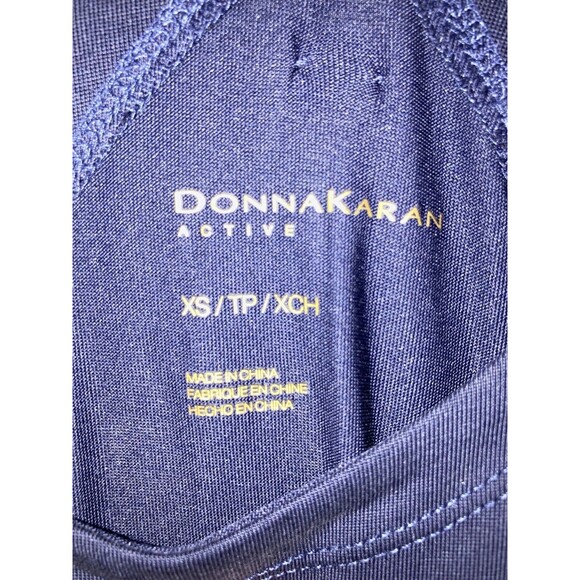 DONNAKARAN
ACTIVE
XS/TP/XCH
MADE IN CHINA
FABRIQUE EN CHINE
HECHO EN CHINA